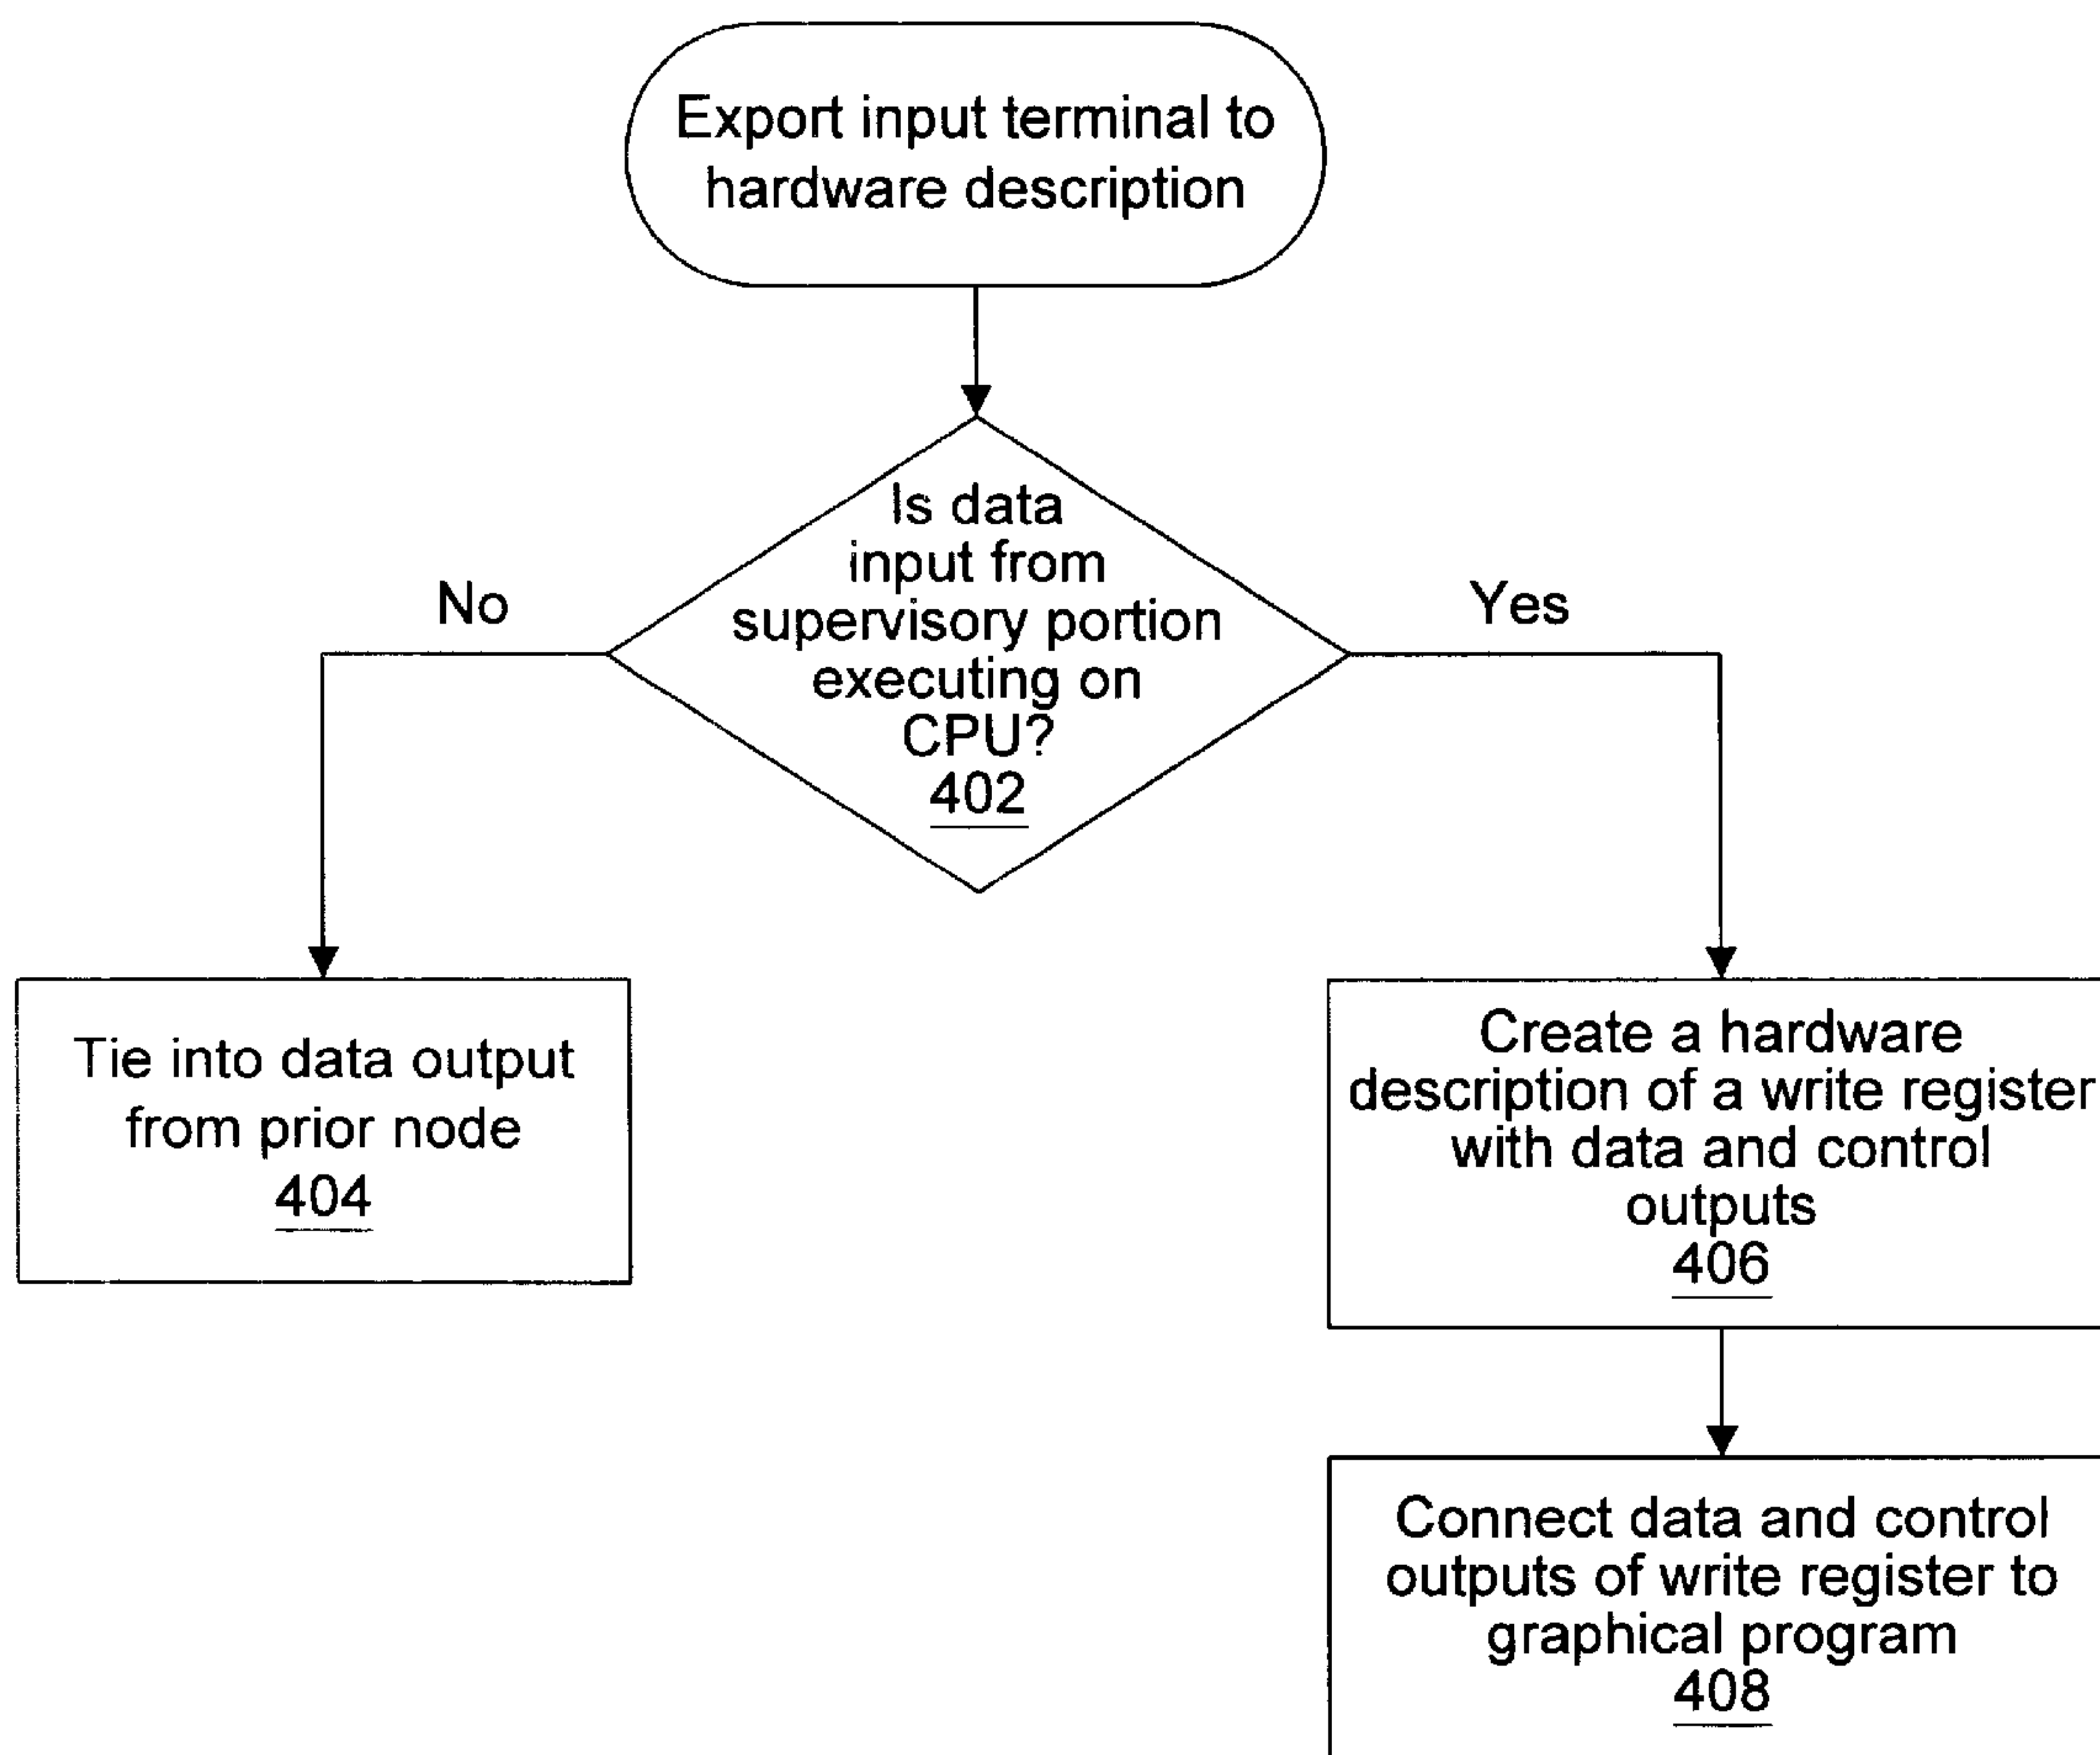 Export input terminal to
hardware description
Is data
input from
supervisory portion
executing on
CPU?
402
No
Yes
Tie into data output
from prior node
404
Create a hardware
description of a write register
with data and control
outputs
406
Connect data and control
outputs of write register to
graphical program
408